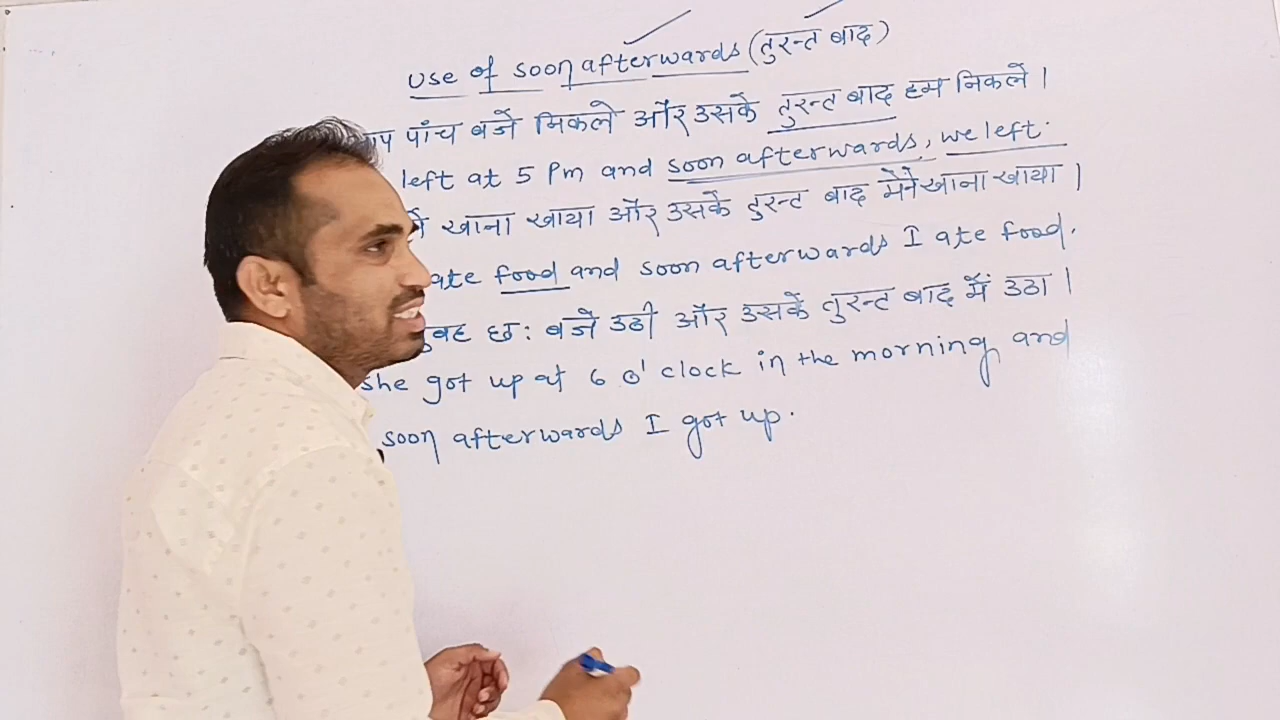 Use of soon afterwards (तुरन्त बाद)
पांच बजे निकले और उसके तुरन्त बाद हम निकले।
left at 5 Pm and soon afterwards, we left.
खाना खाया और उसके तुरन्त बाद मैंने खाना खाया।
ate food and soon afterwards I ate food.
छ: बजे उठी और उसके तुरन्त बाद मैं उठा।
she got up at 6 o'clock in the morning and
soon afterwards I got up.